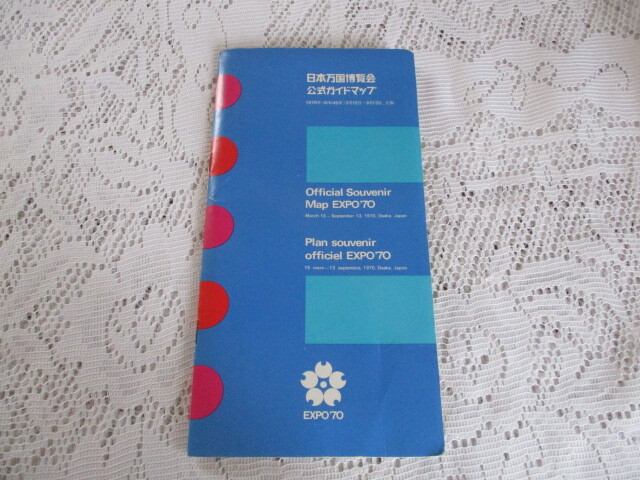 日本万国博覧会
公式ガイドマップ
Official Souvenir
Map EXPO'70
March 15 – September 13, 1970, Osaka, Japan
Plan souvenir
officiel EXPO'70
15 mars – 13 septembre, 1970, Osaka, Japon
EXPO'70